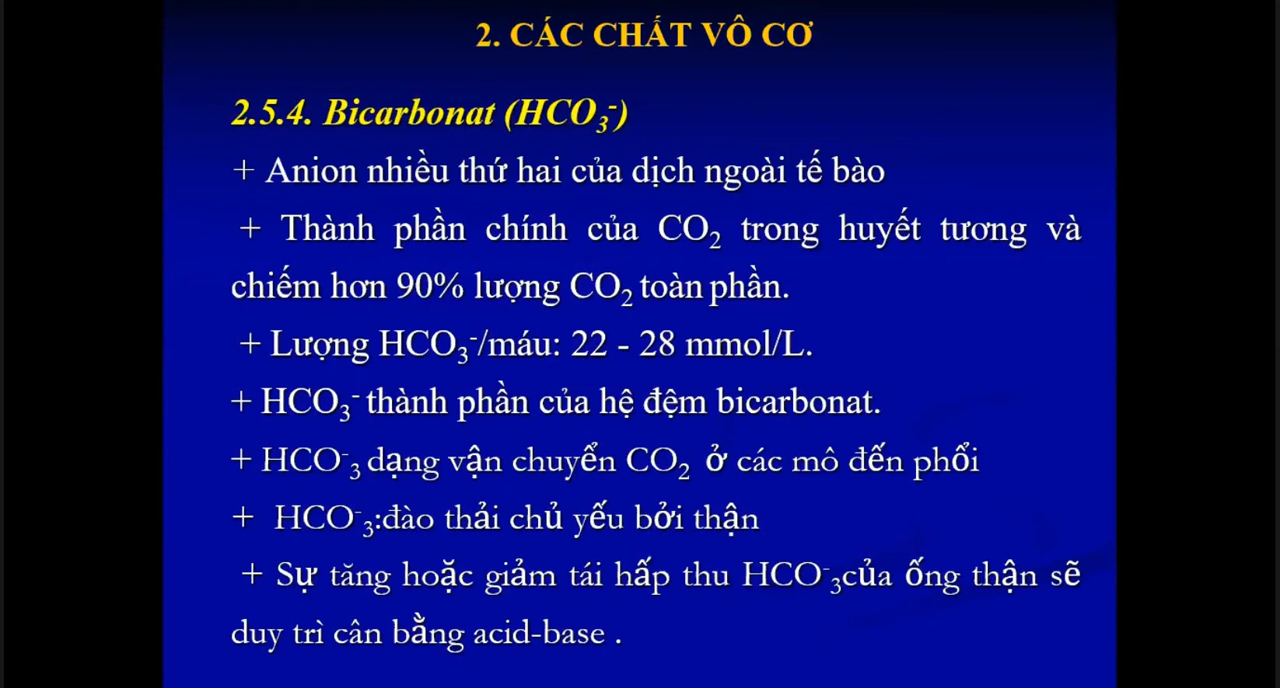 2. CÁC CHẤT VÔ CƠ
2.5.4. Bicarbonat (HCO₃⁻)
+ Anion nhiều thứ hai của dịch ngoài tế bào
+ Thành phần chính của CO₂ trong huyết tương và
chiếm hơn 90% lượng CO₂ toàn phần.
+ Lượng HCO₃⁻/máu: 22 - 28 mmol/L.
+ HCO₃⁻ thành phần của hệ đệm bicarbonat.
+ HCO⁻₃ dạng vận chuyển CO₂ ở các mô đến phổi
+ HCO⁻₃:đào thải chủ yếu bởi thận
+ Sự tăng hoặc giảm tái hấp thu HCO⁻₃của ống thận sẽ
duy trì cân bằng acid-base .